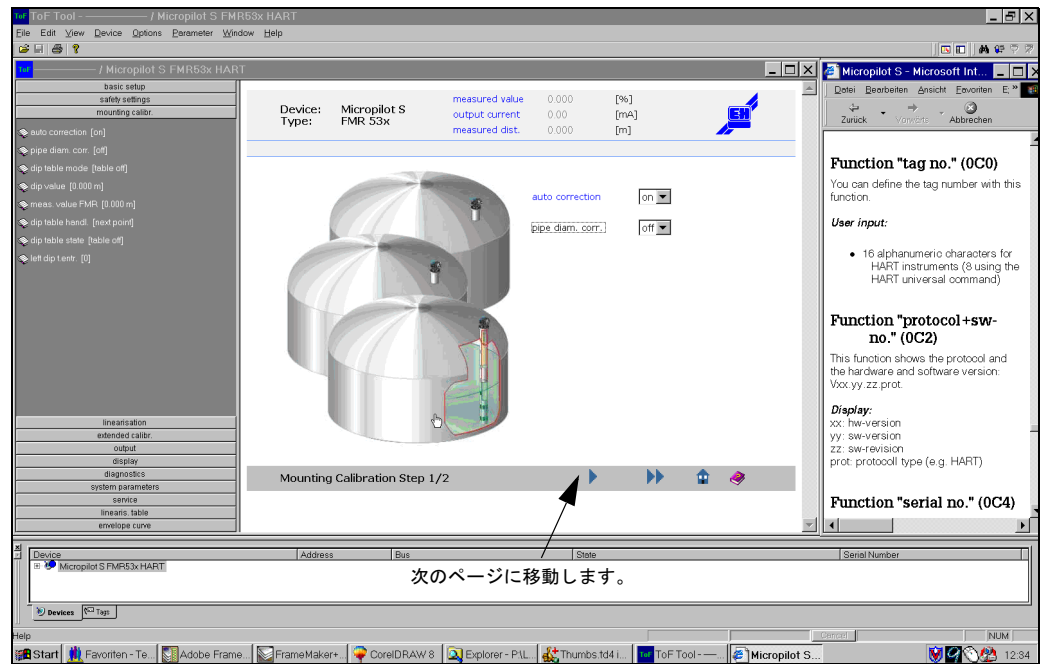 ToF Tool - ———— / Micropilot S FMR53x HART
File Edit View Device Options Parameter Window Help
———— / Micropilot S FMR53x HART
basic setup
safety settings
mounting calibr.
auto correction [on]
pipe diam. corr. [off]
dip table mode [table off]
dip value [0.000 m]
meas. value FMR [0.000 m]
dip table handl. [next point]
dip table state [table off]
left dip t.entr. [0]
linearisation
extended calibr.
output
display
diagnostics
system parameters
service
linearis. table
envelope curve
Device: Micropilot S
Type: FMR 53x
measured value 0.000 [%]
output current 0.00 [mA]
measured dist. 0.000 [m]
auto correction on
pipe diam. corr. off
Mounting Calibration Step 1/2
Micropilot S - Microsoft Int...
Datei Bearbeiten Ansicht Favoriten E »
Zurück Vorwärts Abbrechen
Function "tag no." (0C0)
You can define the tag number with this
function.
User input:
• 16 alphanumeric characters for
HART instruments (8 using the
HART universal command)
Function "protocol+sw-
no." (0C2)
This function shows the protocol and
the hardware and software version:
Vxx.yy.zz.prot.
Display:
xx: hw-version
yy: sw-version
zz: sw-revision
prot: protocoll type (e.g. HART)
Function "serial no." (0C4)
Device Address Bus State Serial Number
Micropilot S FMR53x HART
次のページに移動します。
Devices Tags
Help Cancel NUM
Start Favoriten - Te... Adobe Frame... FrameMaker+... CorelDRAW 8 Explorer - P:\L... Thumbs.td4 i... ToF Tool - —... Micropilot S... 12:34